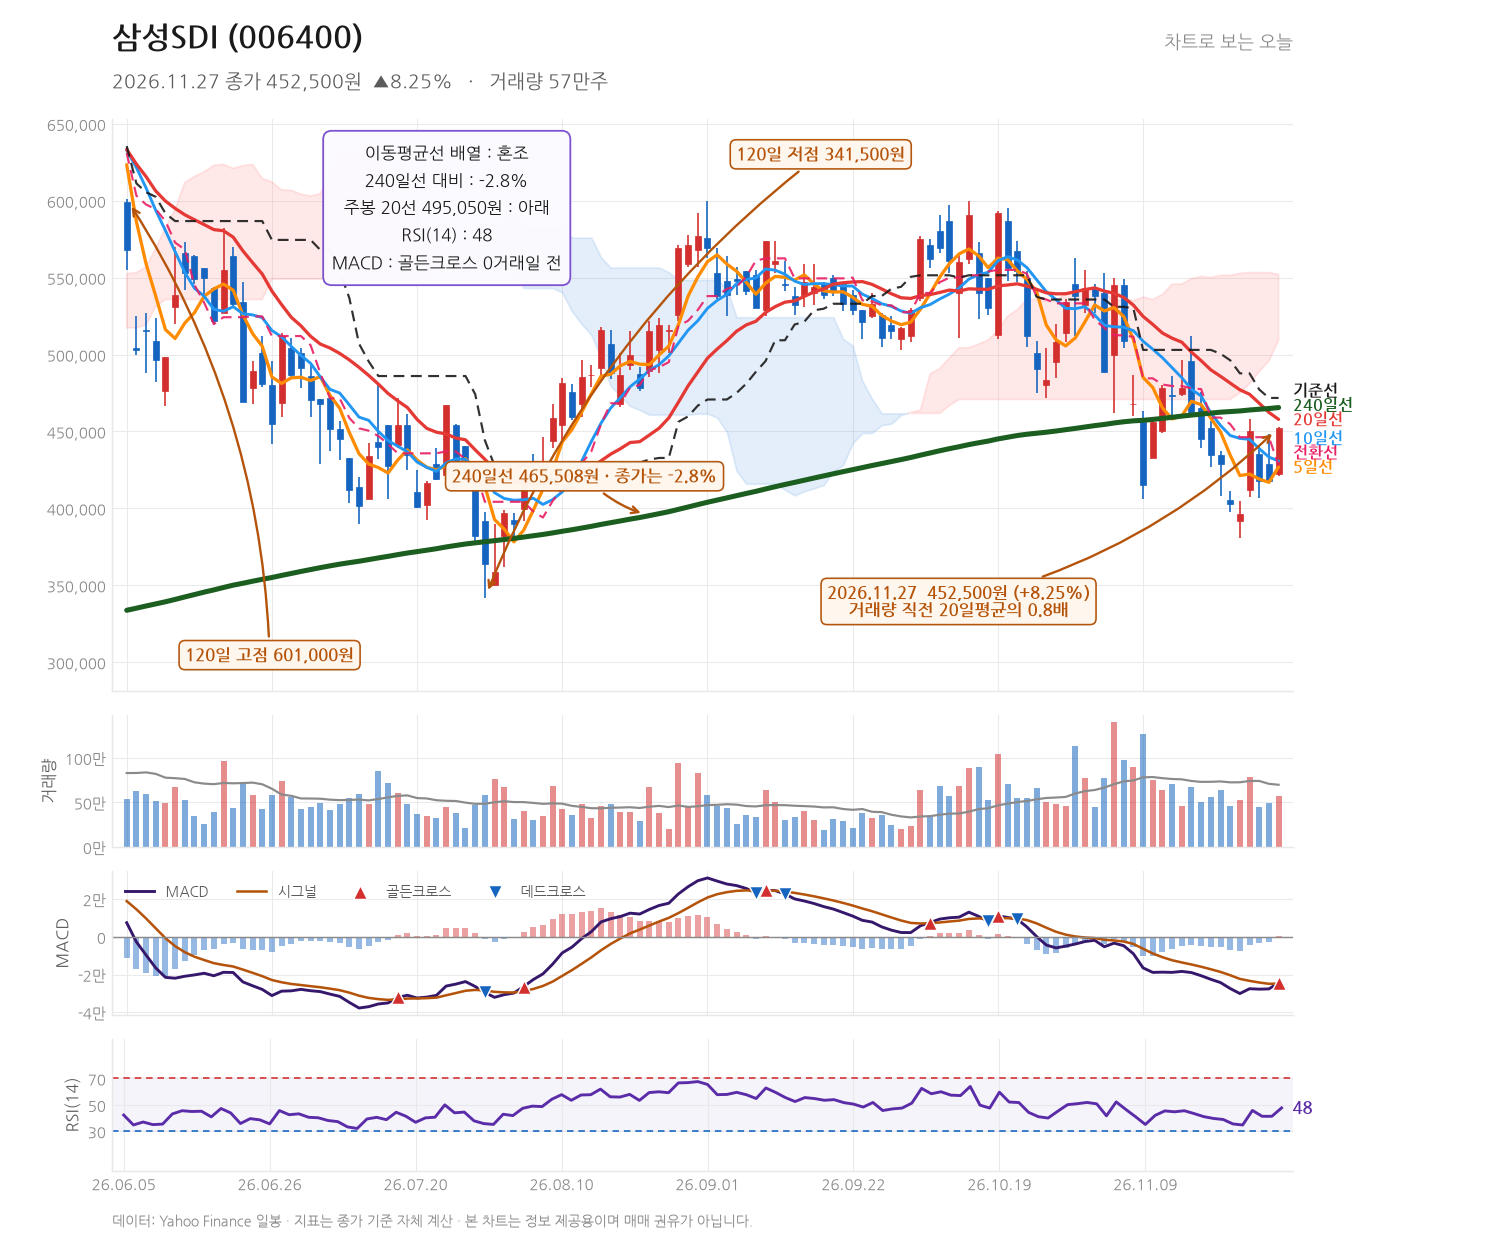 삼성SDI (006400)
차트로 보는 오늘
2026.11.27 종가 452,500원 ▲8.25% · 거래량 57만주
650,000
600,000
550,000
500,000
450,000
400,000
350,000
300,000
이동평균선 배열 : 혼조
240일선 대비 : -2.8%
주봉 20선 495,050원 : 아래
RSI(14) : 48
MACD : 골든크로스 0거래일 전
120일 저점 341,500원
240일선 465,508원 · 종가는 -2.8%
2026.11.27 452,500원 (+8.25%)
거래량 직전 20일평균의 0.8배
120일 고점 601,000원
기준선
240일선
20일선
10일선
전환선
5일선
거래량
100만
50만
0만
MACD
시그널
골든크로스
데드크로스
MACD
2만
0
-2만
-4만
RSI(14)
70
50
30
48
26.06.05
26.06.26
26.07.20
26.08.10
26.09.01
26.09.22
26.10.19
26.11.09
데이터: Yahoo Finance 일봉 · 지표는 종가 기준 자체 계산 · 본 차트는 정보 제공용이며 매매 권유가 아닙니다.